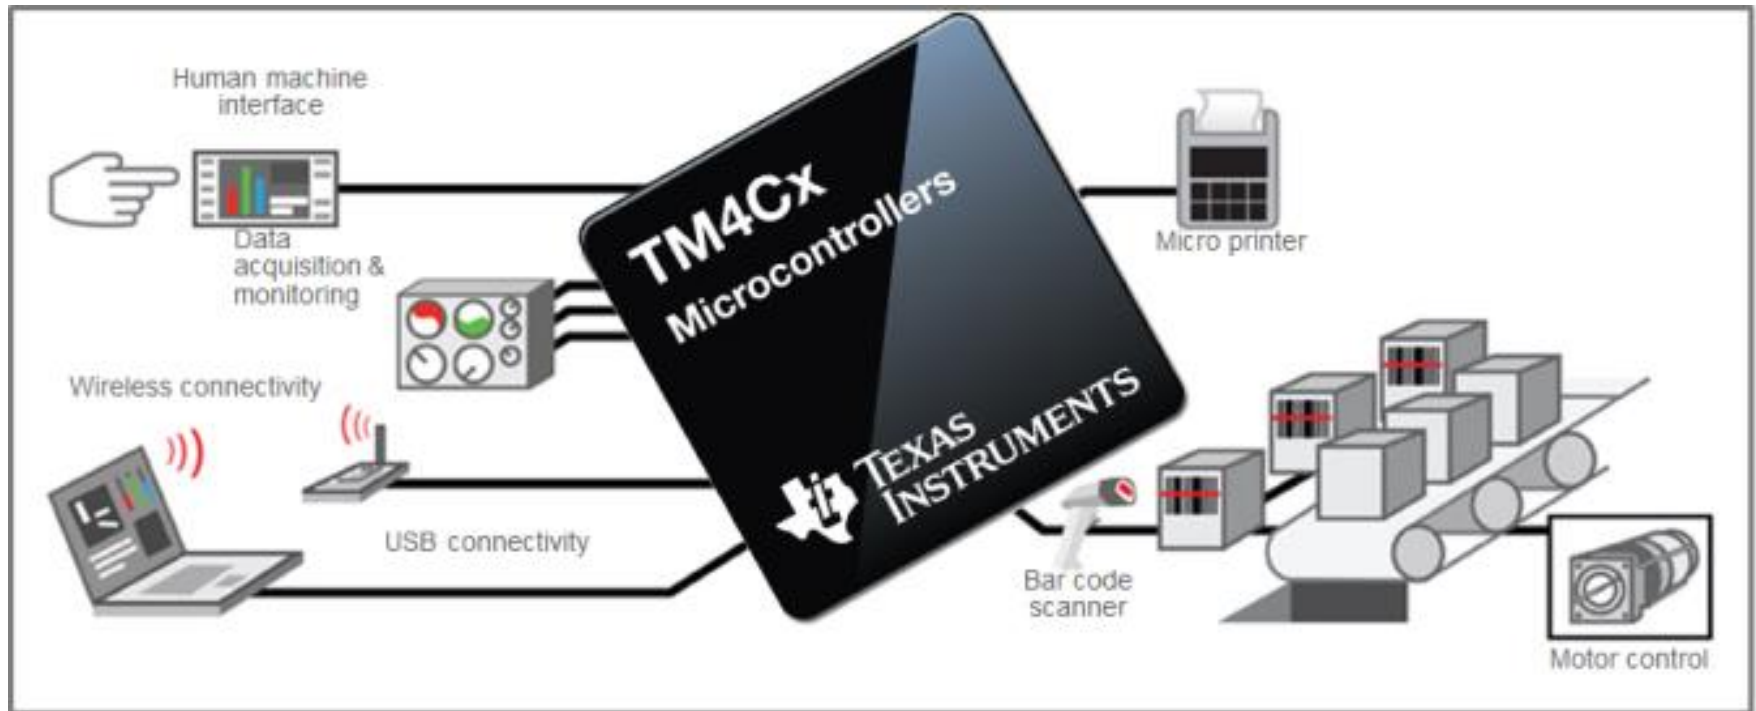 Human machine
interface
Data
acquisition &
monitoring
Wireless connectivity
USB connectivity
TM4Cx
Microcontrollers
TEXAS
INSTRUMENTS
Micro printer
Bar code
scanner
Motor control